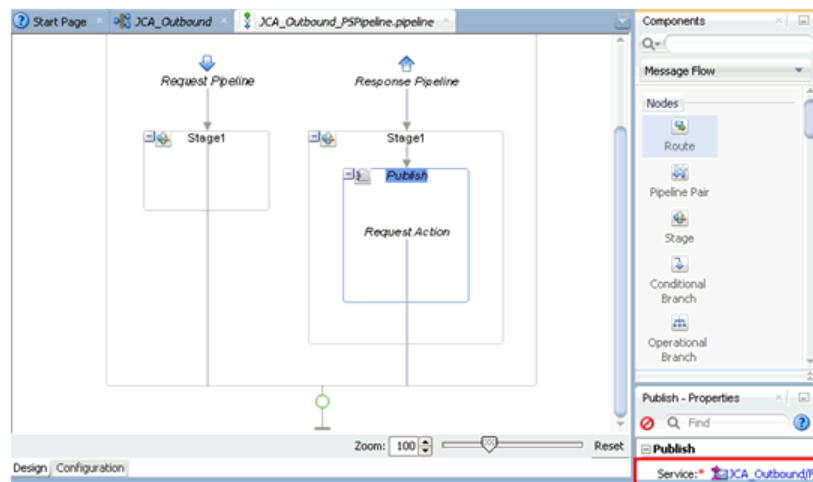 Start Page
JCA_Outbound
JCA_Outbound_PSPipeline.pipeline
Request Pipeline
Response Pipeline
Stage1
Stage1
Publish
Request Action
Zoom: 100
Reset
Design
Configuration
Components
Message Flow
Nodes
Route
Pipeline Pair
Stage
Conditional
Branch
Operational
Branch
Publish - Properties
Find
Publish
Service:* JCA_Outbound/